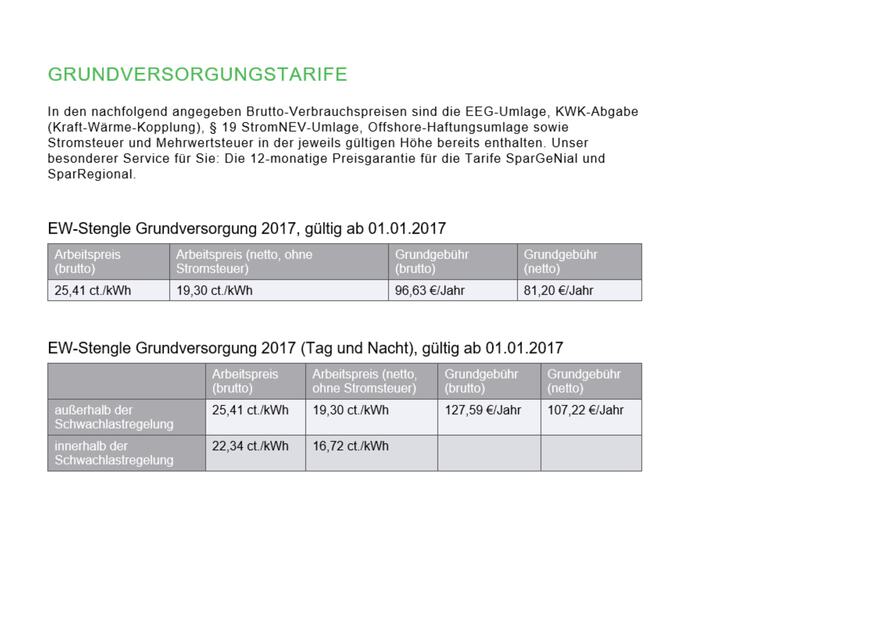 GRUNDVERSORGUNGSTARIFE
In den nachfolgend angegeben Brutto-Verbrauchspreisen sind die EEG-Umlage, KWK-Abgabe
(Kraft-Wärme-Kopplung), § 19 StromNEV-Umlage, Offshore-Haftungsumlage sowie
Stromsteuer und Mehrwertsteuer in der jeweils gültigen Höhe bereits enthalten. Unser
besonderer Service für Sie: Die 12-monatige Preisgarantie für die Tarife SparGeNial und
SparRegional.
EW-Stengle Grundversorgung 2017, gültig ab 01.01.2017
Arbeitspreis (brutto) Arbeitspreis (netto, ohne Stromsteuer) Grundgebühr (brutto) Grundgebühr (netto)
25,41 ct./kWh 19,30 ct./kWh 96,63 €/Jahr 81,20 €/Jahr
EW-Stengle Grundversorgung 2017 (Tag und Nacht), gültig ab 01.01.2017
Arbeitspreis (brutto) Arbeitspreis (netto, ohne Stromsteuer) Grundgebühr (brutto) Grundgebühr (netto)
außerhalb der Schwachlastregelung 25,41 ct./kWh 19,30 ct./kWh 127,59 €/Jahr 107,22 €/Jahr
innerhalb der Schwachlastregelung 22,34 ct./kWh 16,72 ct./kWh